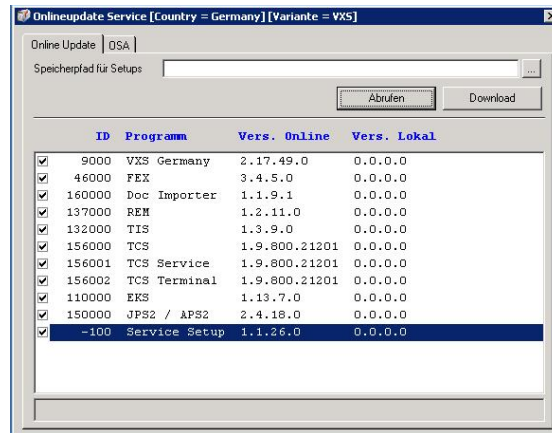 Onlineupdate Service [Country = Germany] [Variante = VXS]
Online Update OSA
Speicherpfad für Setups ...
Abrufen Download
ID Programm Vers. Online Vers. Lokal
9000 VXS Germany 2.17.49.0 0.0.0.0
46000 FEX 3.4.5.0 0.0.0.0
160000 Doc Importer 1.1.9.1 0.0.0.0
137000 REM 1.2.11.0 0.0.0.0
132000 TIS 1.3.9.0 0.0.0.0
156000 TCS 1.9.800.21201 0.0.0.0
156001 TCS Service 1.9.800.21201 0.0.0.0
156002 TCS Terminal 1.9.800.21201 0.0.0.0
110000 EKS 1.13.7.0 0.0.0.0
150000 JPS2 / APS2 2.4.18.0 0.0.0.0
-100 Service Setup 1.1.26.0 0.0.0.0